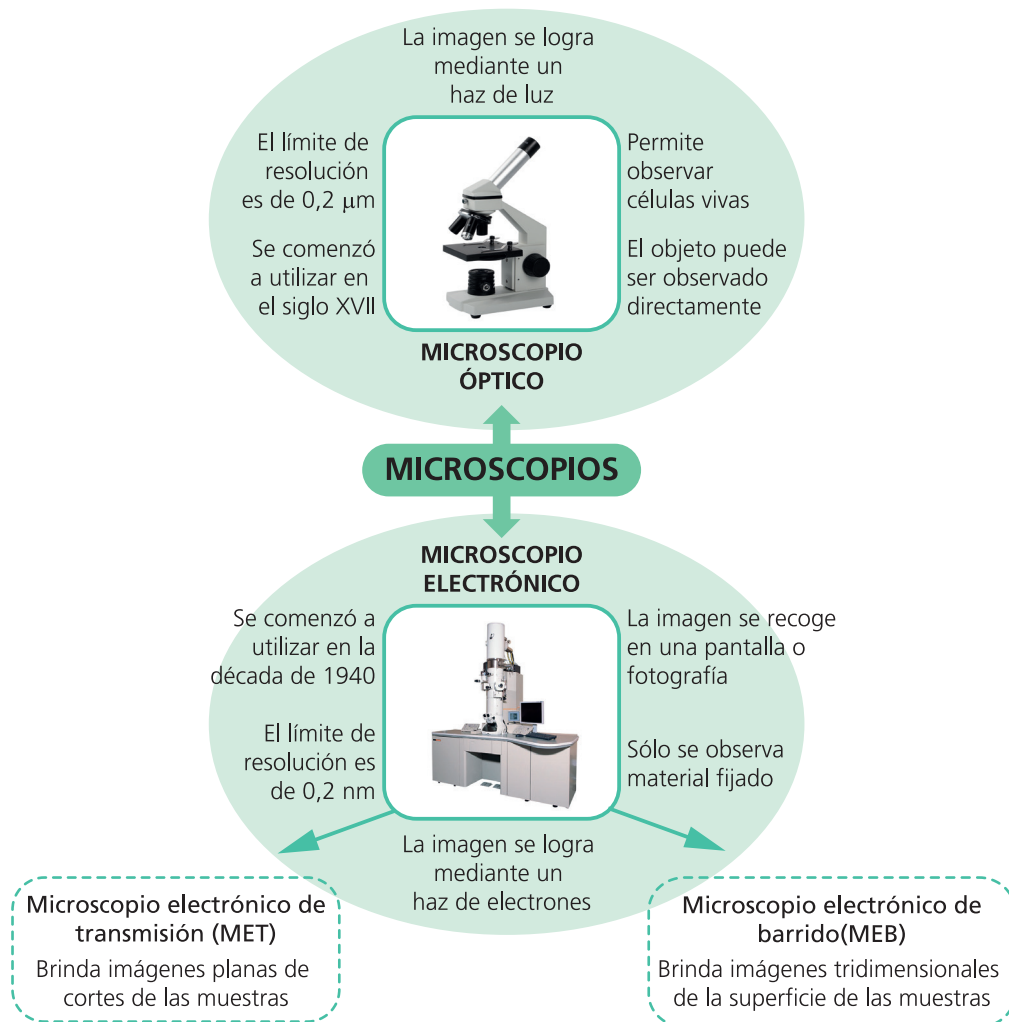 La imagen se logra
mediante un
haz de luz
El límite de
resolución
es de 0,2 μm
Se comenzó
a utilizar en
el siglo XVII
Permite
observar
células vivas
El objeto puede
ser observado
directamente
MICROSCOPIO
ÓPTICO
MICROSCOPIOS
MICROSCOPIO
ELECTRÓNICO
Se comenzó a
utilizar en la
década de 1940
El límite de
resolución es
de 0,2 nm
La imagen se recoge
en una pantalla o
fotografía
Sólo se observa
material fijado
La imagen se logra
mediante un
haz de electrones
Microscopio electrónico de
transmisión (MET)
Brinda imágenes planas de
cortes de las muestras
Microscopio electrónico de
barrido(MEB)
Brinda imágenes tridimensionales
de la superficie de las muestras